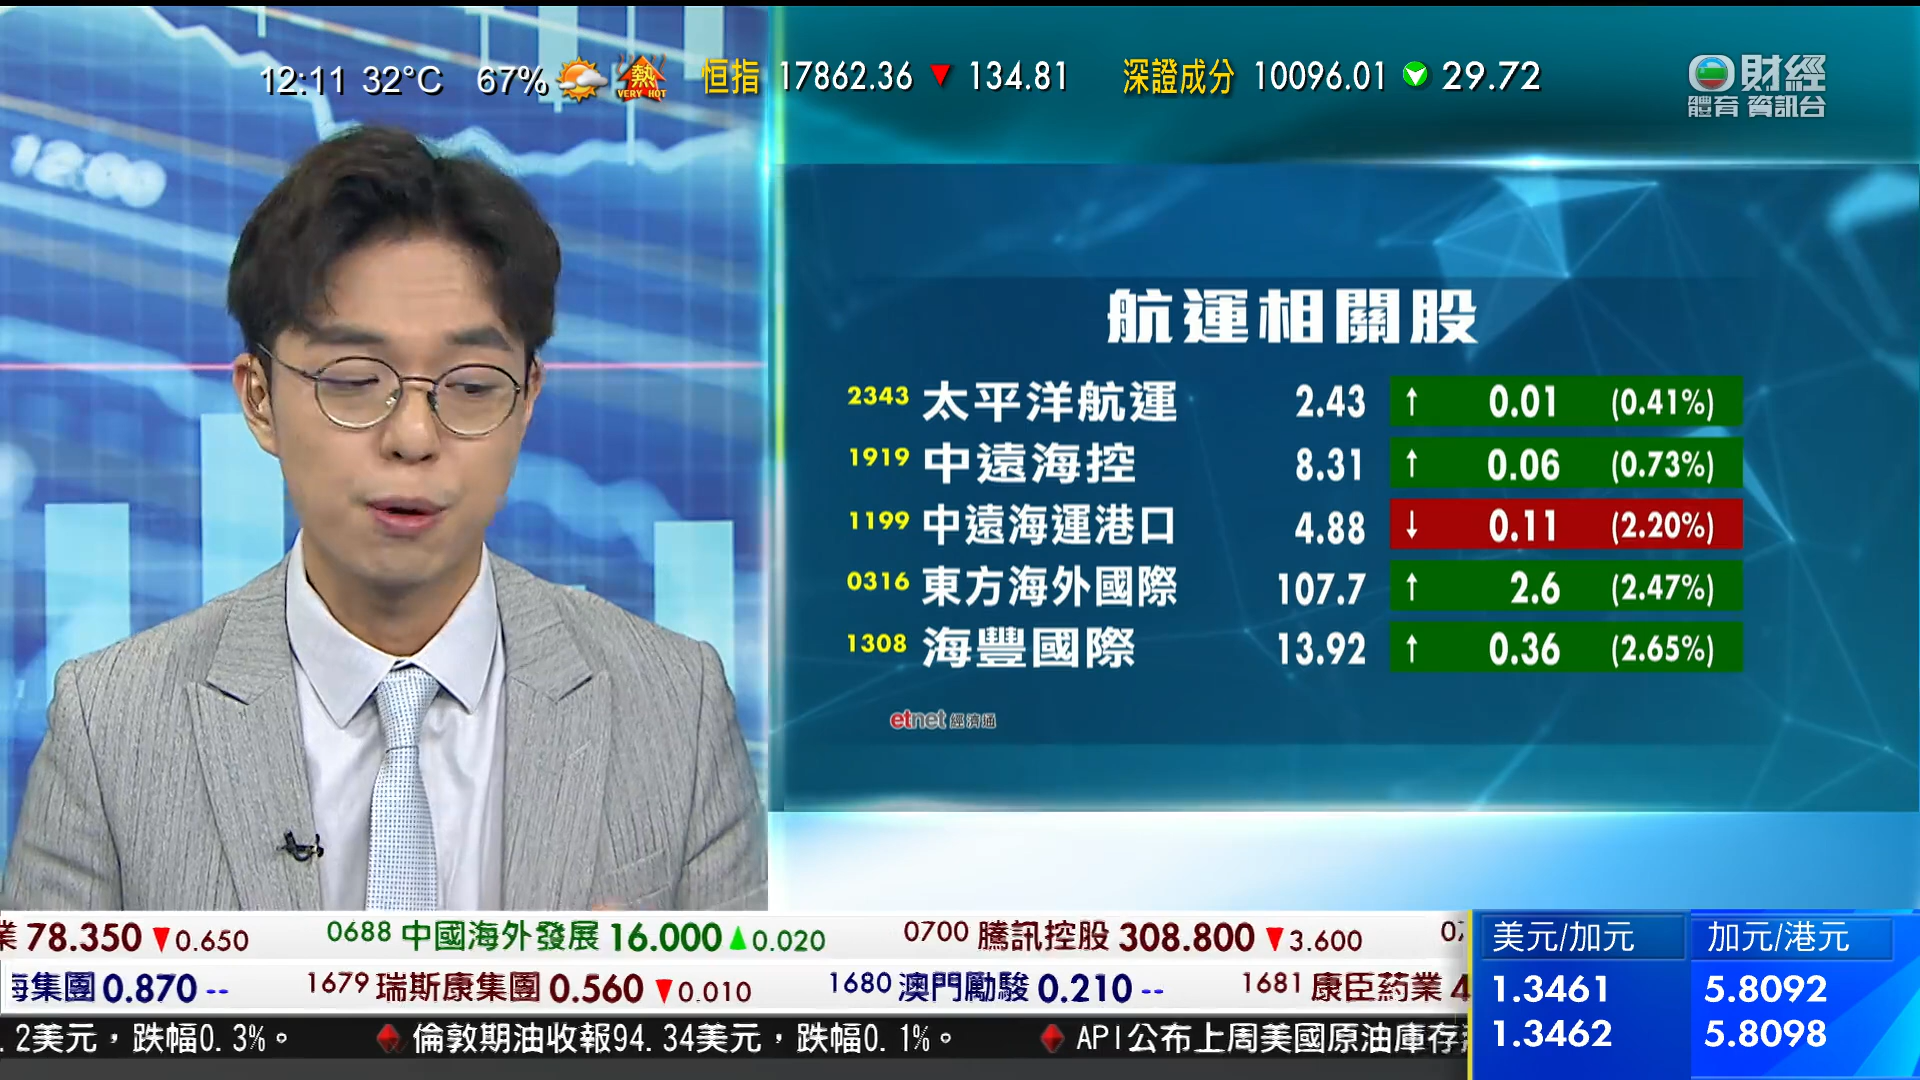 12:11 32°C 67% 熱 VERY HOT 恒指 17862.36 ▼ 134.81 深證成分 10096.01 29.72
財經
體育 資訊台
12:00
航運相關股
2343 太平洋航運 2.43 ↑ 0.01 (0.41%)
1919 中遠海控 8.31 ↑ 0.06 (0.73%)
1199 中遠海運港口 4.88 ↓ 0.11 (2.20%)
0316 東方海外國際 107.7 ↑ 2.6 (2.47%)
1308 海豐國際 13.92 ↑ 0.36 (2.65%)
etnet 經濟通
業 78.350 ▼ 0.650 0688 中國海外發展 16.000 ▲ 0.020 0700 腾訊控股 308.800 ▼ 3.600
集團 0.870 -- 1679 瑞斯康集團 0.560 ▼ 0.010 1680 澳門勵駿 0.210 -- 1681 康臣葯業 4
.2美元，跌幅0.3%。 倫敦期油收報94.34美元，跌幅0.1%。 API公布上周美國原油庫存
美元/加元 加元/港元
1.3461 5.8092
1.3462 5.8098